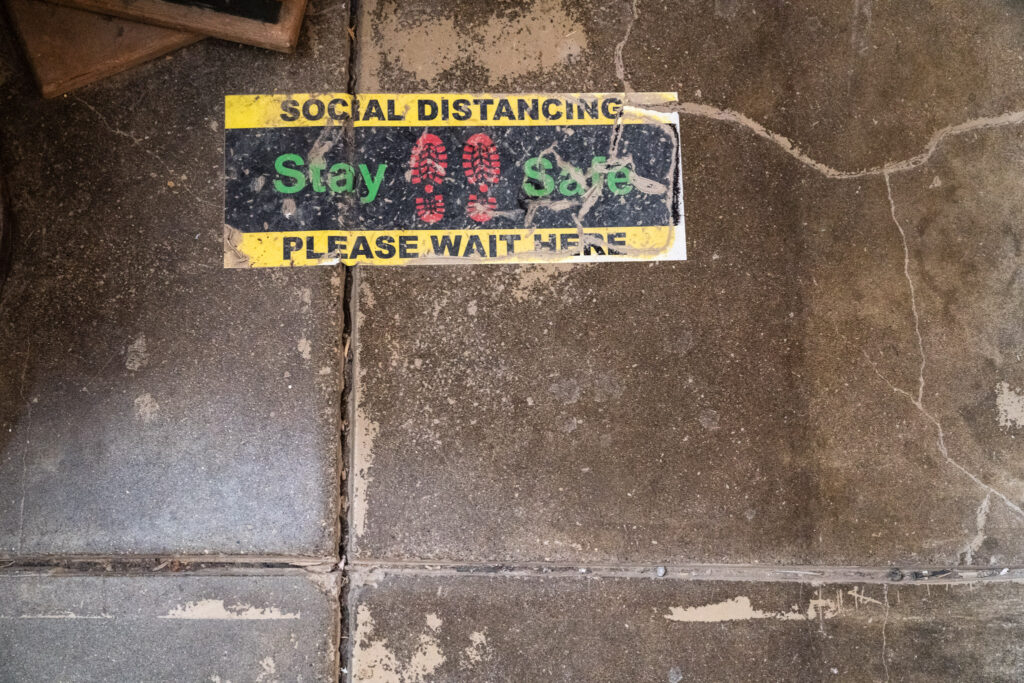 SOCIAL DISTANCING
Stay Safe
PLEASE WAIT HERE